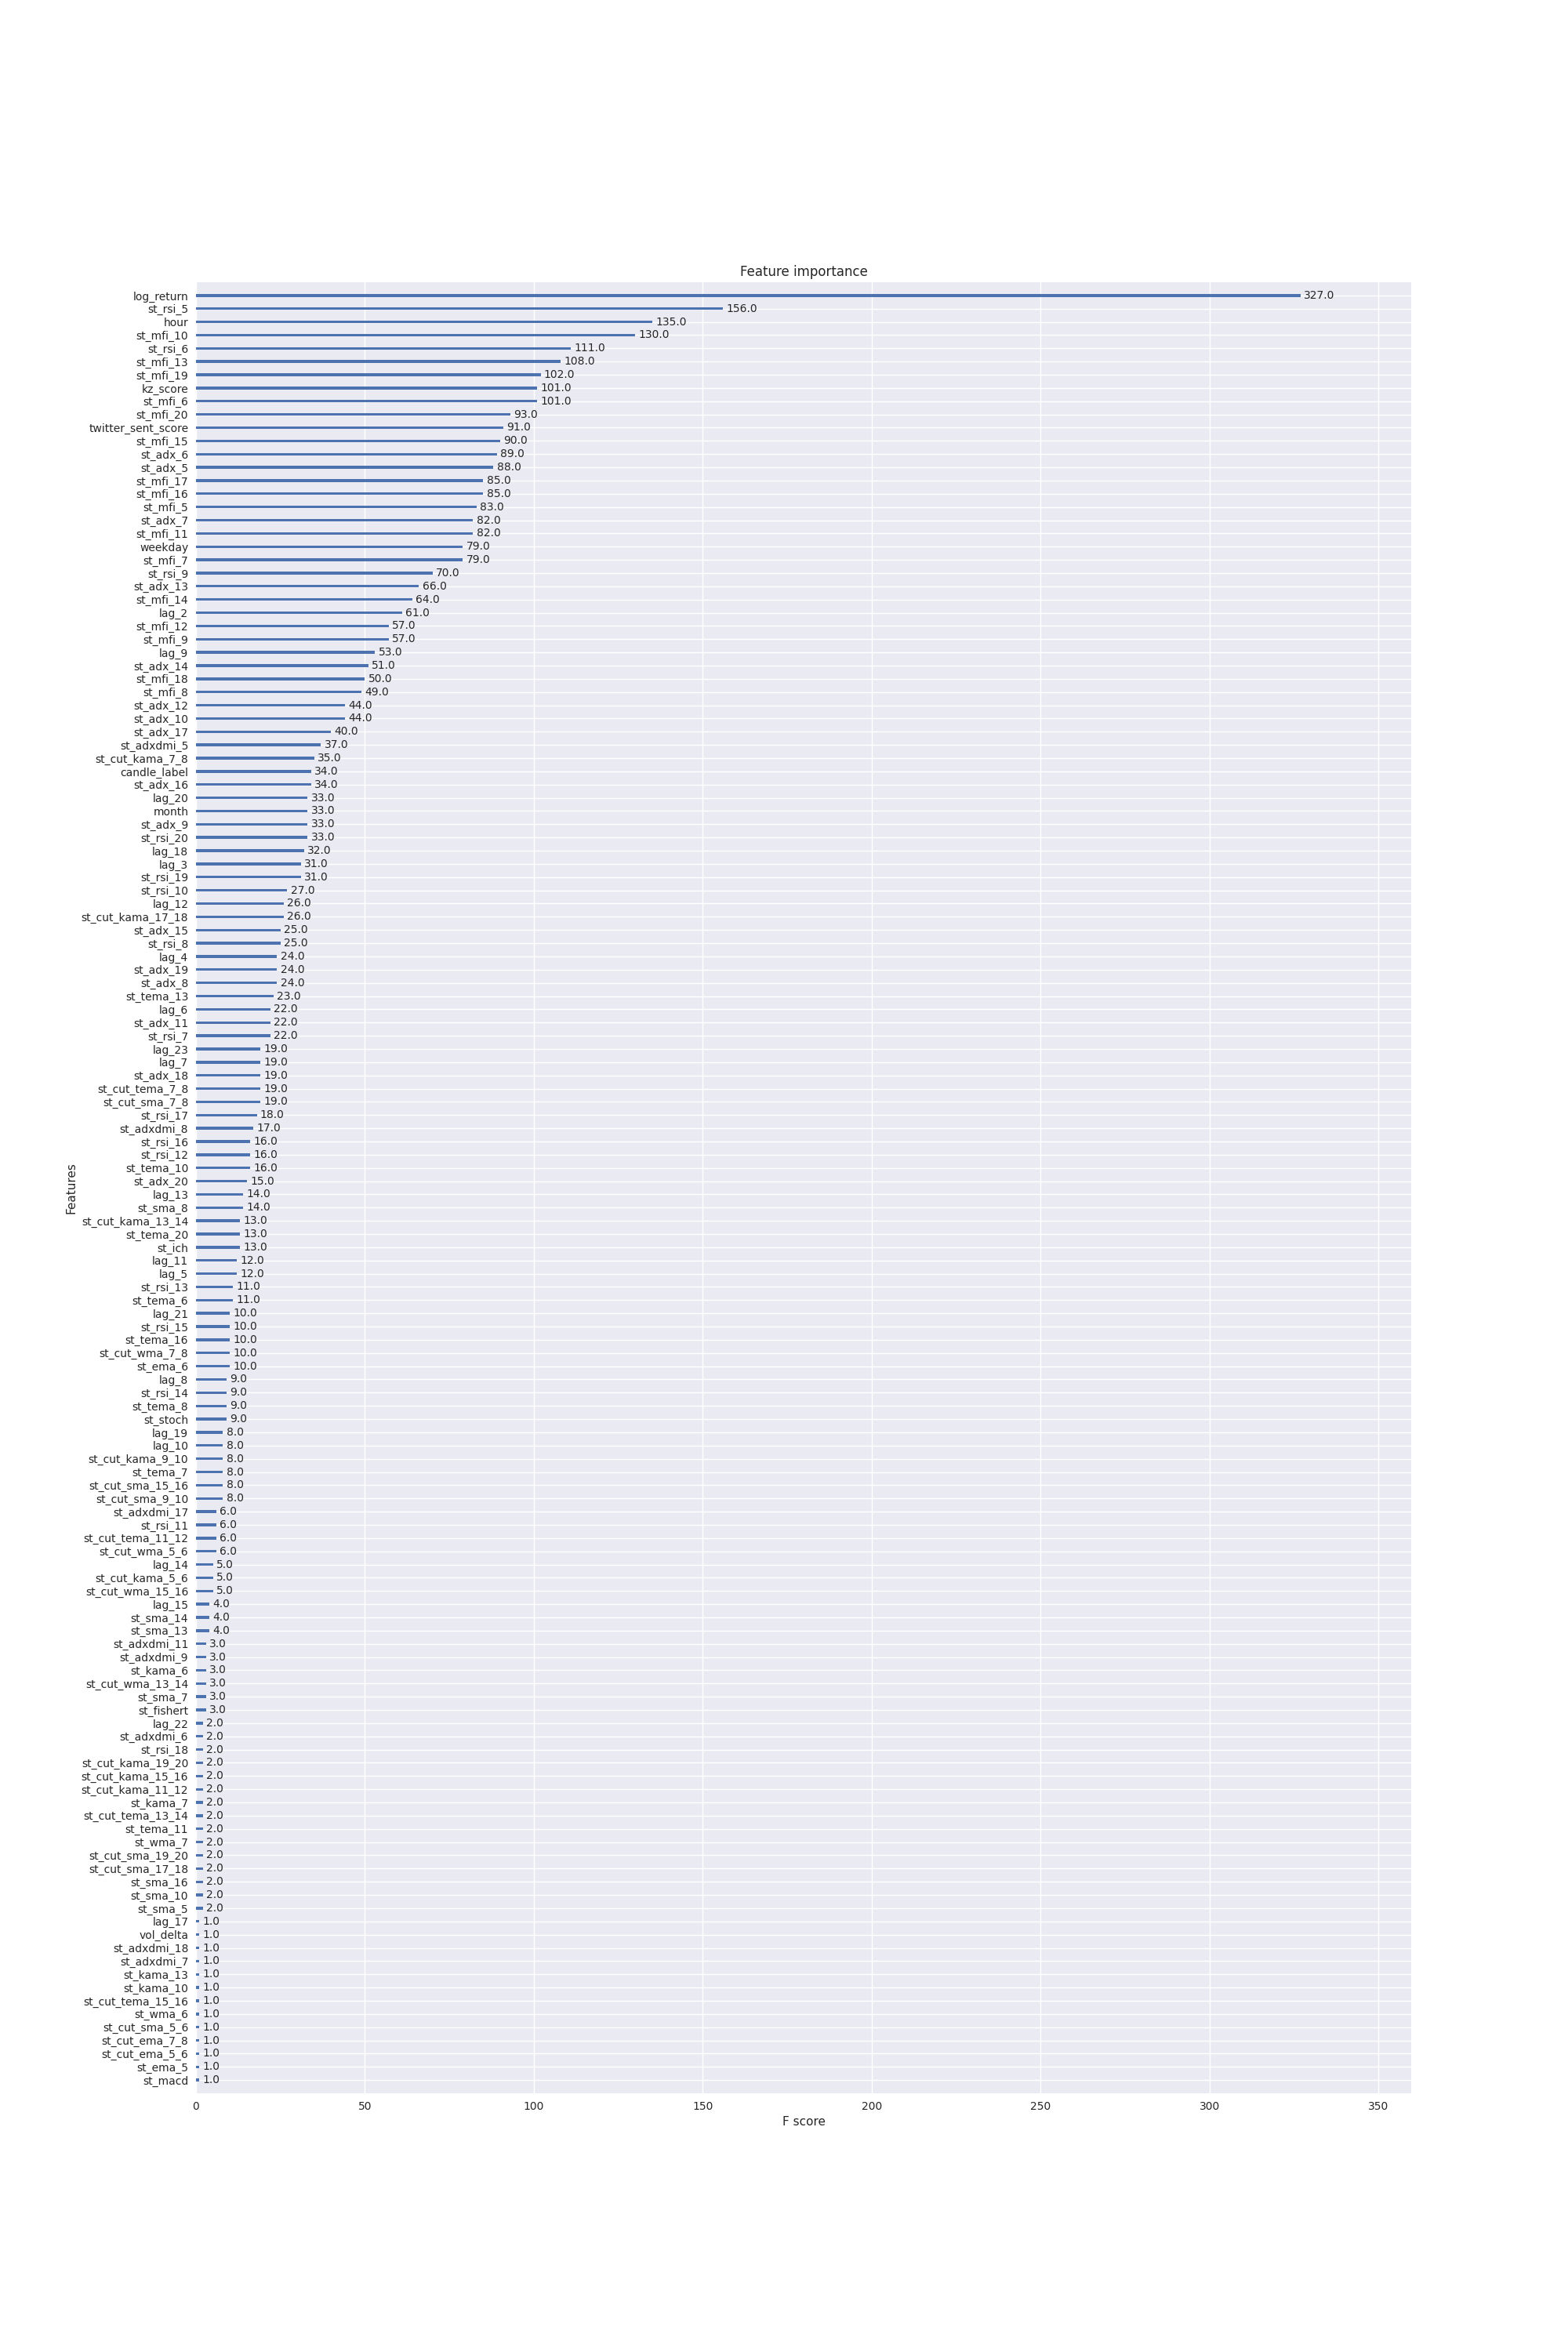 Feature importance
log_return 327.0
st_rsi_5 156.0
hour 135.0
st_mfi_10 130.0
st_rsi_6 111.0
st_mfi_13 108.0
st_mfi_19 102.0
kz_score 101.0
st_mfi_6 101.0
st_mfi_20 93.0
twitter_sent_score 91.0
st_mfi_15 90.0
st_adx_6 89.0
st_adx_5 88.0
st_mfi_17 85.0
st_mfi_16 85.0
st_mfi_5 83.0
st_adx_7 82.0
st_mfi_11 82.0
weekday 79.0
st_mfi_7 79.0
st_rsi_9 70.0
st_adx_13 66.0
st_mfi_14 64.0
lag_2 61.0
st_mfi_12 57.0
st_mfi_9 57.0
lag_9 53.0
st_adx_14 51.0
st_mfi_18 50.0
st_mfi_8 49.0
st_adx_12 44.0
st_adx_10 44.0
st_adx_17 40.0
st_adxdmi_5 37.0
st_cut_kama_7_8 35.0
candle_label 34.0
st_adx_16 34.0
lag_20 33.0
month 33.0
st_adx_9 33.0
st_rsi_20 33.0
lag_18 32.0
lag_3 31.0
st_rsi_19 31.0
st_rsi_10 27.0
lag_12 26.0
st_cut_kama_17_18 26.0
st_adx_15 25.0
st_rsi_8 25.0
lag_4 24.0
st_adx_19 24.0
st_adx_8 24.0
st_tema_13 23.0
lag_6 22.0
st_adx_11 22.0
st_rsi_7 22.0
lag_23 19.0
lag_7 19.0
st_adx_18 19.0
st_cut_tema_7_8 19.0
st_cut_sma_7_8 19.0
st_rsi_17 18.0
st_adxdmi_8 17.0
st_rsi_16 16.0
st_rsi_12 16.0
st_tema_10 16.0
st_adx_20 15.0
lag_13 14.0
st_sma_8 14.0
st_cut_kama_13_14 13.0
st_tema_20 13.0
st_ich 13.0
lag_11 12.0
lag_5 12.0
st_rsi_13 11.0
st_tema_6 11.0
lag_21 10.0
st_rsi_15 10.0
st_tema_16 10.0
st_cut_wma_7_8 10.0
st_ema_6 10.0
lag_8 9.0
st_rsi_14 9.0
st_tema_8 9.0
st_stoch 9.0
lag_19 8.0
lag_10 8.0
st_cut_kama_9_10 8.0
st_tema_7 8.0
st_cut_sma_15_16 8.0
st_cut_sma_9_10 8.0
st_adxdmi_17 6.0
st_rsi_11 6.0
st_cut_tema_11_12 6.0
st_cut_wma_5_6 6.0
lag_14 5.0
st_cut_kama_5_6 5.0
st_cut_wma_15_16 5.0
lag_15 4.0
st_sma_14 4.0
st_sma_13 4.0
st_adxdmi_11 3.0
st_adxdmi_9 3.0
st_kama_6 3.0
st_cut_wma_13_14 3.0
st_sma_7 3.0
st_fishert 3.0
lag_22 2.0
st_adxdmi_6 2.0
st_rsi_18 2.0
st_cut_kama_19_20 2.0
st_cut_kama_15_16 2.0
st_cut_kama_11_12 2.0
st_kama_7 2.0
st_cut_tema_13_14 2.0
st_tema_11 2.0
st_wma_7 2.0
st_cut_sma_19_20 2.0
st_cut_sma_17_18 2.0
st_sma_16 2.0
st_sma_10 2.0
st_sma_5 2.0
lag_17 1.0
vol_delta 1.0
st_adxdmi_18 1.0
st_adxdmi_7 1.0
st_kama_13 1.0
st_kama_10 1.0
st_cut_tema_15_16 1.0
st_wma_6 1.0
st_cut_sma_5_6 1.0
st_cut_ema_7_8 1.0
st_cut_ema_5_6 1.0
st_ema_5 1.0
st_macd 1.0
Features
0 50 100 150 200 250 300 350
F score